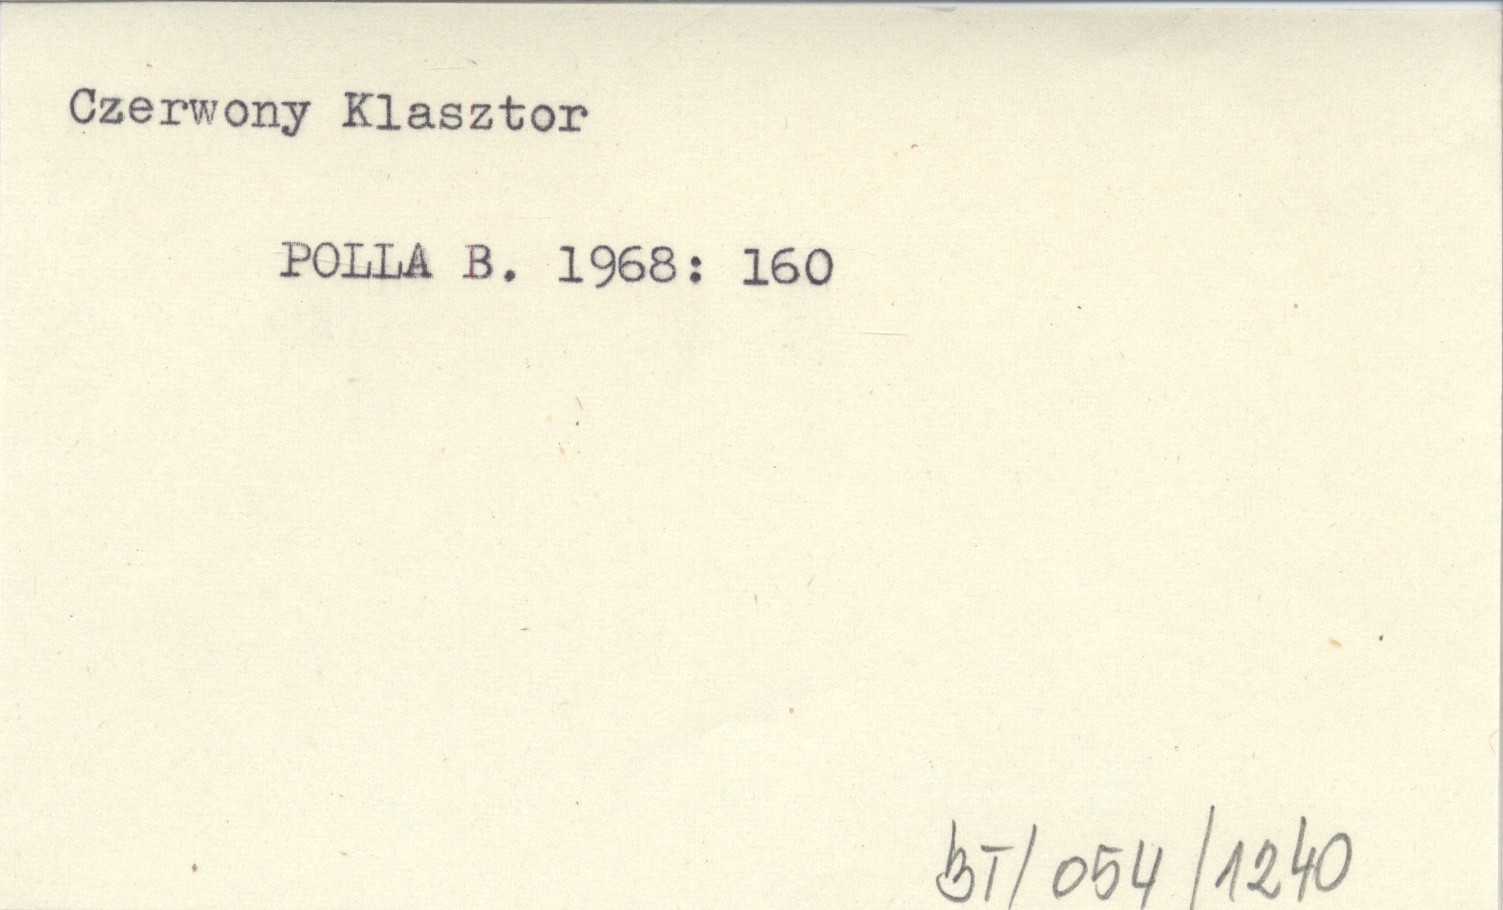 Czerwony Klasztor
POLLA B. 1968: 160
BT/054/1240